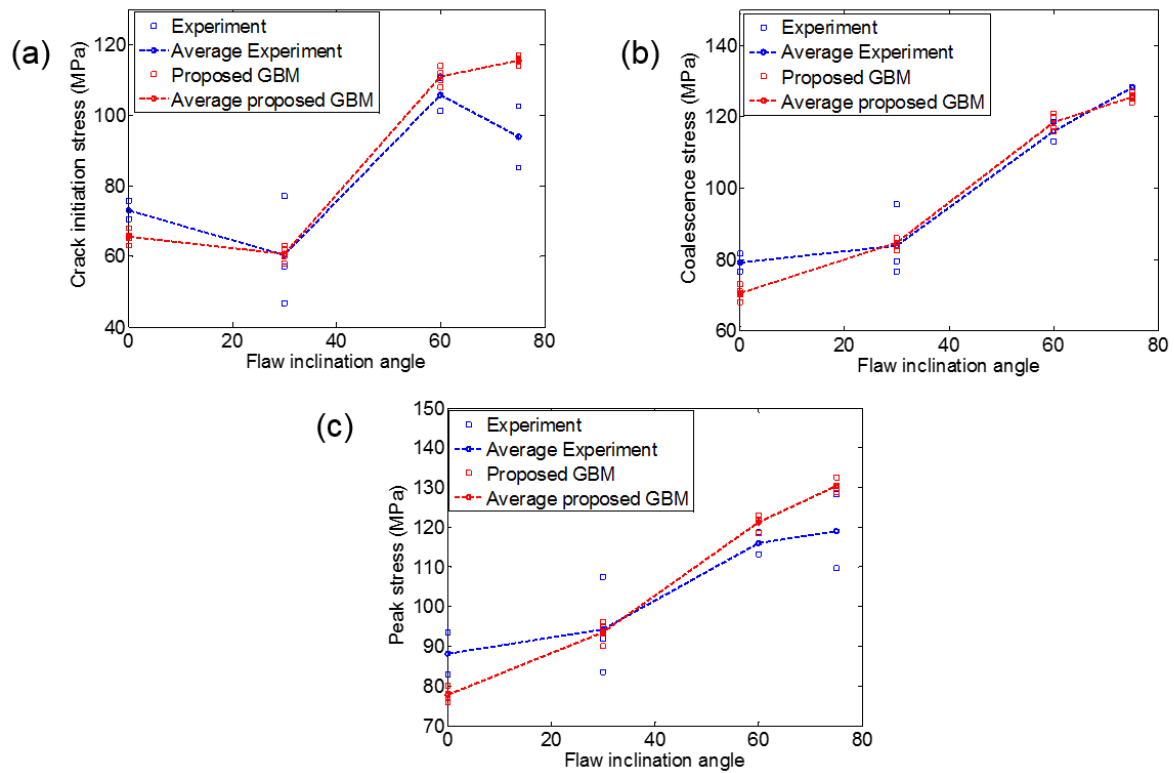 (a)
Crack initiation stress (MPa)
120
100
80
60
40
Experiment
Average Experiment
Proposed GBM
Average proposed GBM
0
20
40
60
80
Flaw inclination angle
(b)
Coalescence stress (MPa)
140
120
100
80
60
Experiment
Average Experiment
Proposed GBM
Average proposed GBM
0
20
40
60
80
Flaw inclination angle
(c)
Peak stress (MPa)
150
140
130
120
110
100
90
80
70
Experiment
Average Experiment
Proposed GBM
Average proposed GBM
0
20
40
60
80
Flaw inclination angle